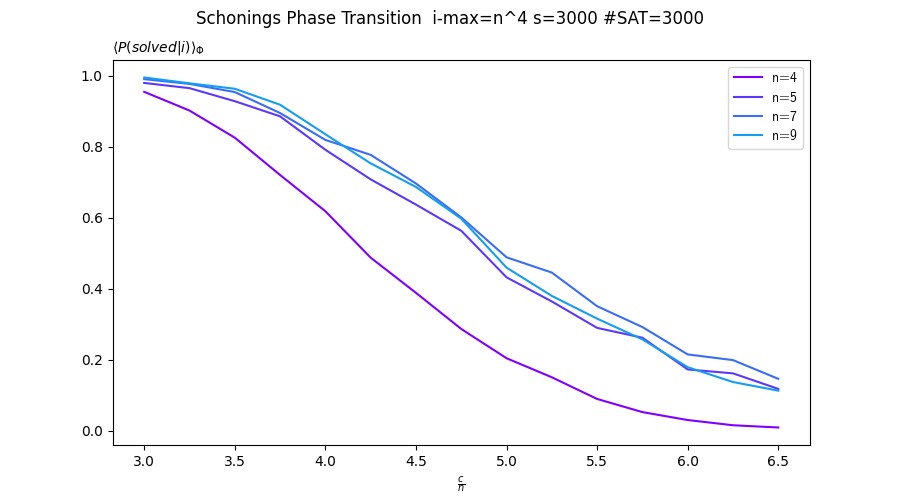 Schonings Phase Transition  i-max=n^4 s=3000 #SAT=3000
⟨P(solved|i)⟩Φ
1.0
0.8
0.6
0.4
0.2
0.0
n=4
n=5
n=7
n=9
3.0 3.5 4.0 4.5 5.0 5.5 6.0 6.5
c/n